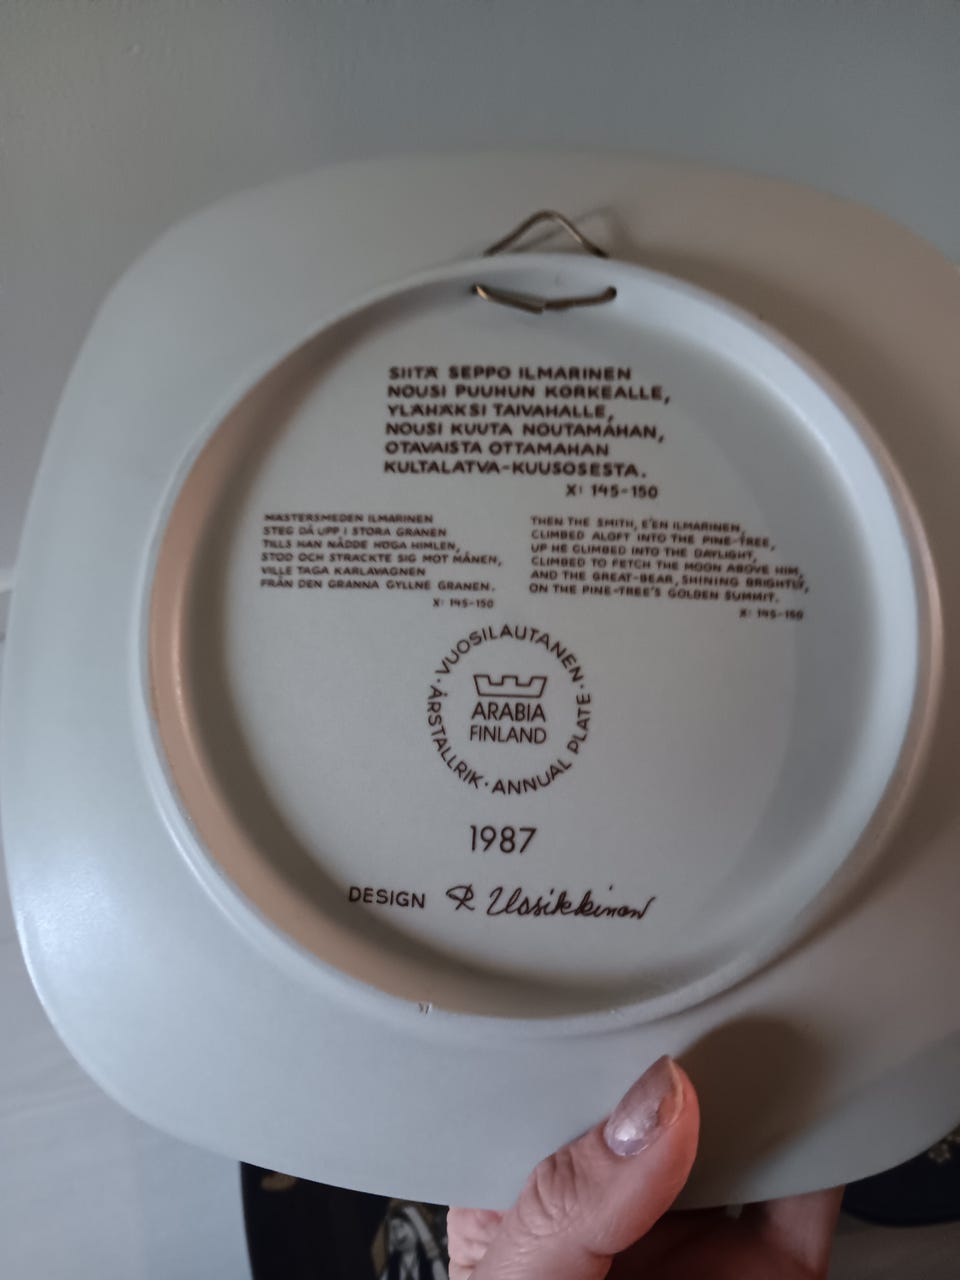 SIITÄ SEPPO ILMARINEN
NOUSI PUUHUN KORKEALLE,
YLÄHÄKSI TAIVAHALLE,
NOUSI KUUTA NOUTAMAHAN,
OTAVAISTA OTTAMAHAN
KULTALATVA-KUUSOSESTA.
X: 145-150
MÄSTERSMEDEN ILMARINEN
STEG DÅ UPP I STORA GRANEN
TILLS HAN NÅDDE HÖGA HIMLEN,
STOD OCH STRÄCKTE SIG MOT MÅNEN,
VILLE TAGA KARLAVAGNEN
FRÅN DEN GRANNA GYLLNE GRANEN.
X: 145-150
THEN THE SMITH, E'EN ILMARINEN,
CLIMBED ALOFT INTO THE PINE-TREE,
UP HE CLIMBED INTO THE DAYLIGHT,
CLIMBED TO FETCH THE MOON ABOVE HIM,
AND THE GREAT-BEAR, SHINING BRIGHTLY,
ON THE PINE-TREE'S GOLDEN SUMMIT.
X: 145-150
· VUOSILAUTANEN · ANNUAL PLATE · ÅRSTALLRIK
ARABIA
FINLAND
1987
DESIGN R Uosikkinen